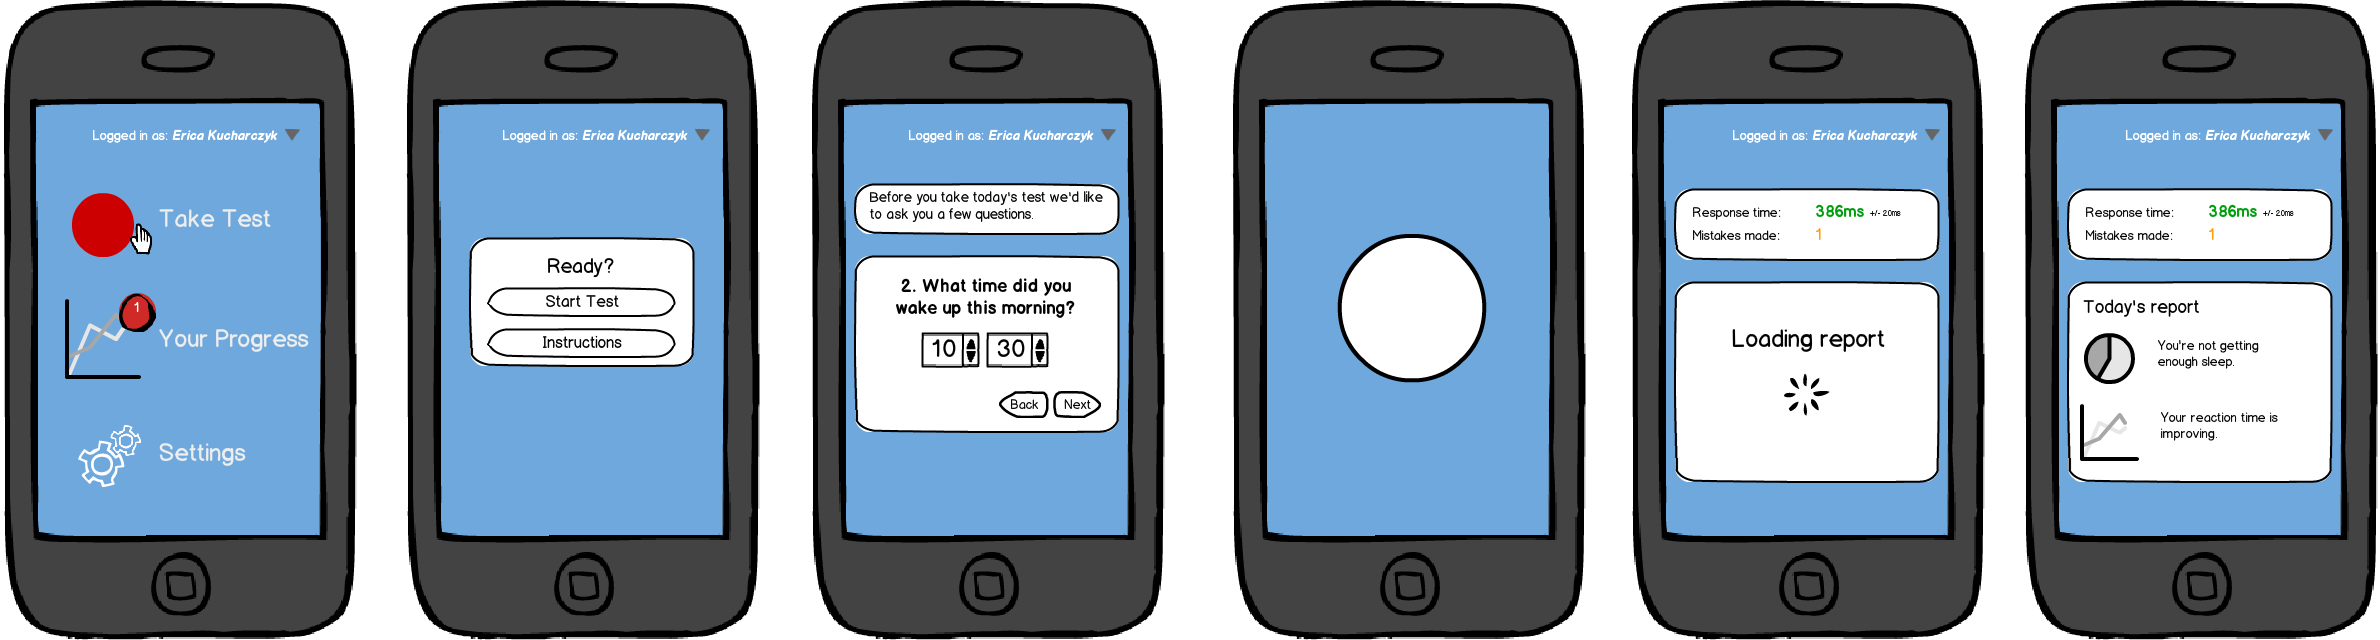 Logged in as: Erica Kucharczyk
Take Test
1
Your Progress
Settings
Logged in as: Erica Kucharczyk
Ready?
Start Test
Instructions
Logged in as: Erica Kucharczyk
Before you take today's test we'd like
to ask you a few questions.
2. What time did you
wake up this morning?
10 30
Back Next
Logged in as: Erica Kucharczyk
Response time: 386ms +/- 20ms
Mistakes made: 1
Loading report
Logged in as: Erica Kucharczyk
Response time: 386ms +/- 20ms
Mistakes made: 1
Today's report
You're not getting
enough sleep.
Your reaction time is
improving.